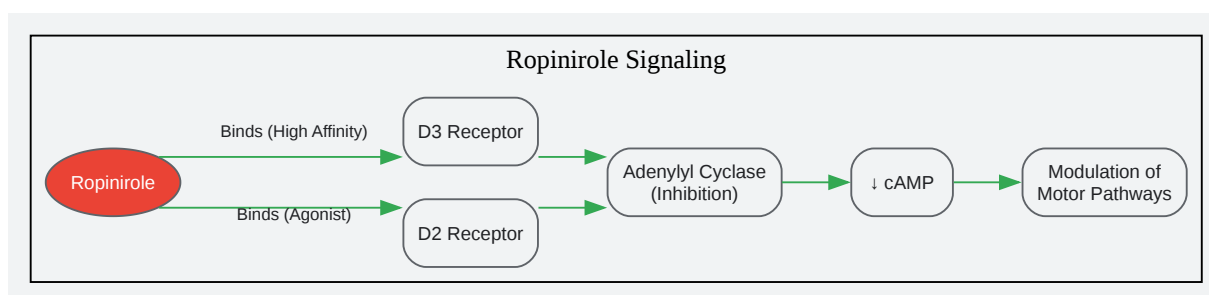 Ropinirole Signaling
Ropinirole
Binds (High Affinity)
Binds (Agonist)
D3 Receptor
D2 Receptor
Adenylyl Cyclase
(Inhibition)
↓ cAMP
Modulation of
Motor Pathways